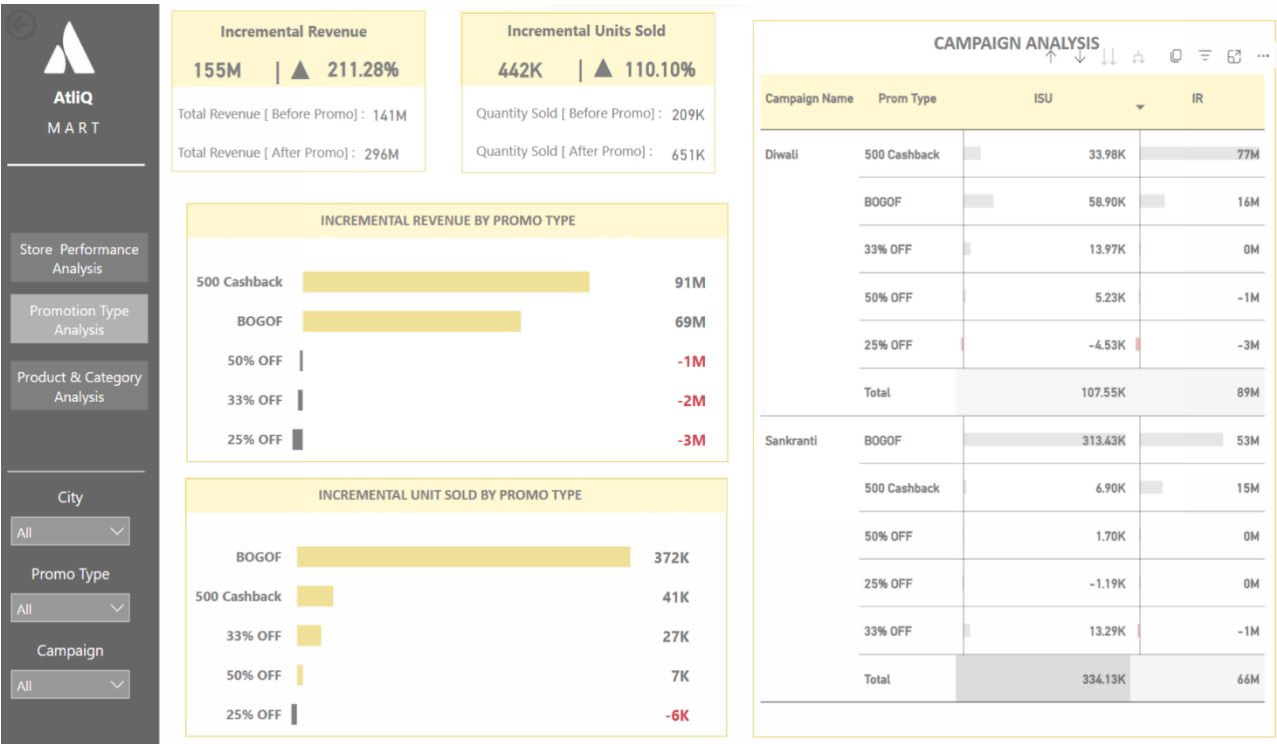 AtliQ
MART
Store Performance
Analysis
Promotion Type
Analysis
Product & Category
Analysis
City
All
Promo Type
All
Campaign
All
Incremental Revenue
155M | ▲ 211.28%
Total Revenue [ Before Promo] : 141M
Total Revenue [ After Promo] : 296M
Incremental Units Sold
442K | ▲ 110.10%
Quantity Sold [ Before Promo] : 209K
Quantity Sold [ After Promo] : 651K
INCREMENTAL REVENUE BY PROMO TYPE
500 Cashback 91M
BOGOF 69M
50% OFF -1M
33% OFF -2M
25% OFF -3M
INCREMENTAL UNIT SOLD BY PROMO TYPE
BOGOF 372K
500 Cashback 41K
33% OFF 27K
50% OFF 7K
25% OFF -6K
CAMPAIGN ANALYSIS
Campaign Name Prom Type ISU IR
Diwali 500 Cashback 33.98K 77M
BOGOF 58.90K 16M
33% OFF 13.97K 0M
50% OFF 5.23K -1M
25% OFF -4.53K -3M
Total 107.55K 89M
Sankranti BOGOF 313.43K 53M
500 Cashback 6.90K 15M
50% OFF 1.70K 0M
25% OFF -1.19K 0M
33% OFF 13.29K -1M
Total 334.13K 66M